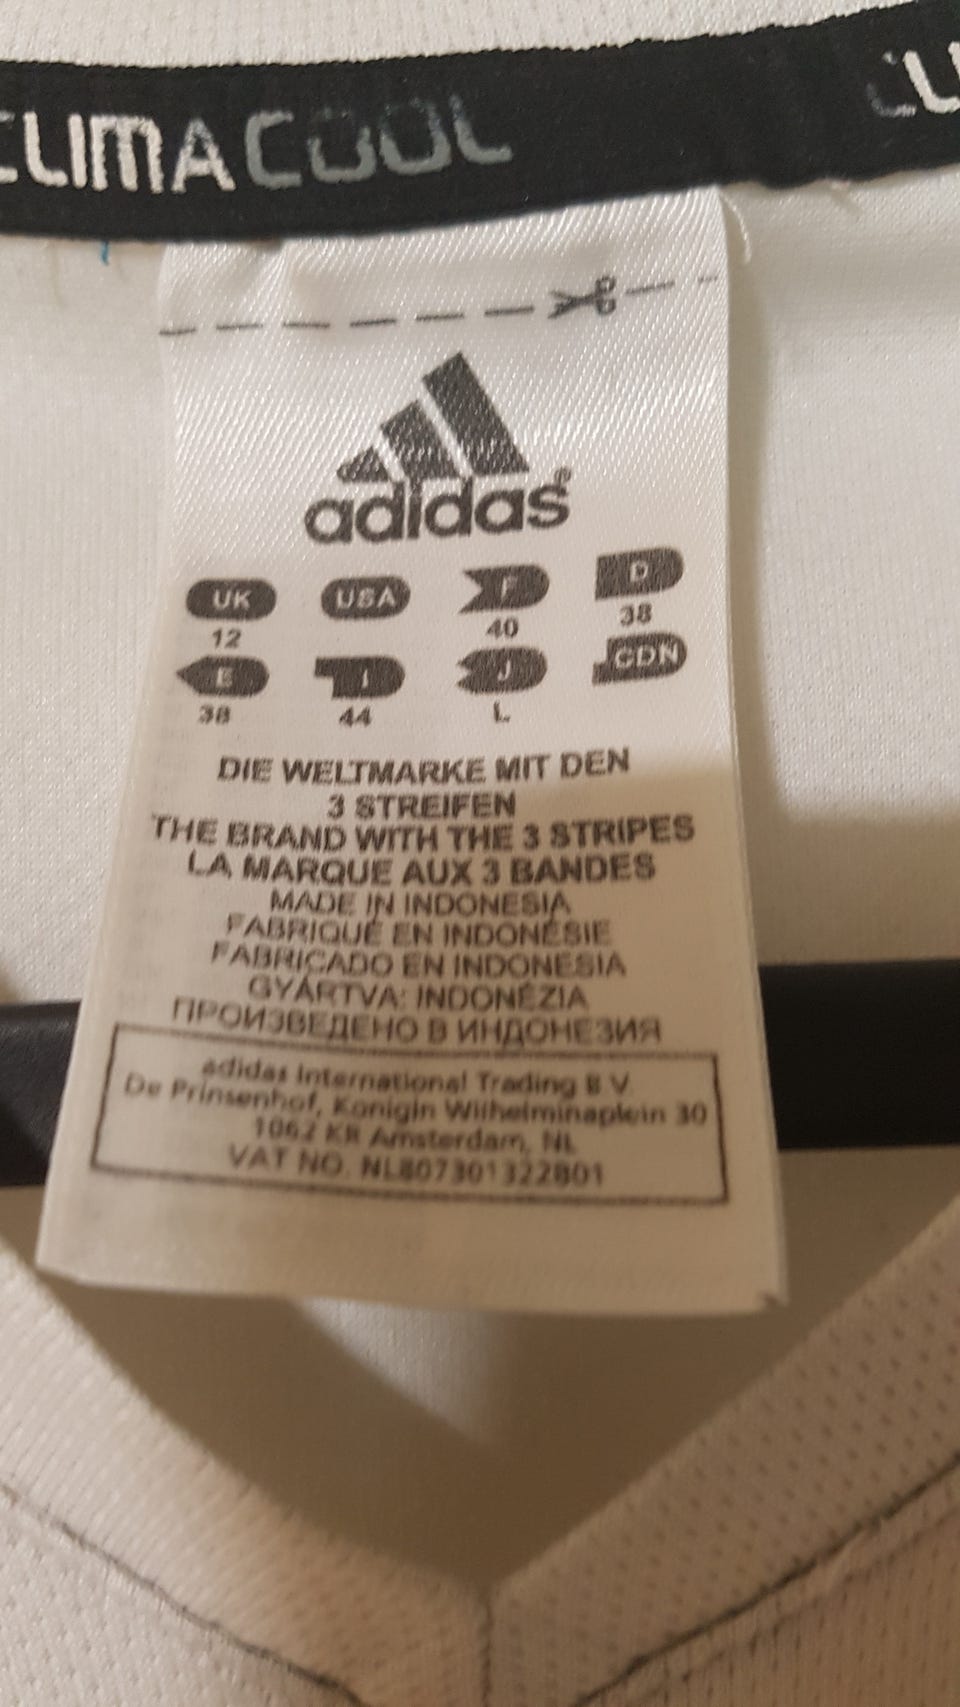 CLIMACOOL
adidas®
UK USA F D
12 40 38
E I J CDN
38 44 L
DIE WELTMARKE MIT DEN
3 STREIFEN
THE BRAND WITH THE 3 STRIPES
LA MARQUE AUX 3 BANDES
MADE IN INDONESIA
FABRIQUÉ EN INDONÉSIE
FABRICADO EN INDONESIA
GYÁRTVA: INDONÉZIA
ПРОИЗВЕДЕНО В ИНДОНЕЗИЯ
adidas International Trading B V.
De Prinsenhof, Konigin Wilhelminaplein 30
1062 KR Amsterdam, NL
VAT NO. NL807301322B01